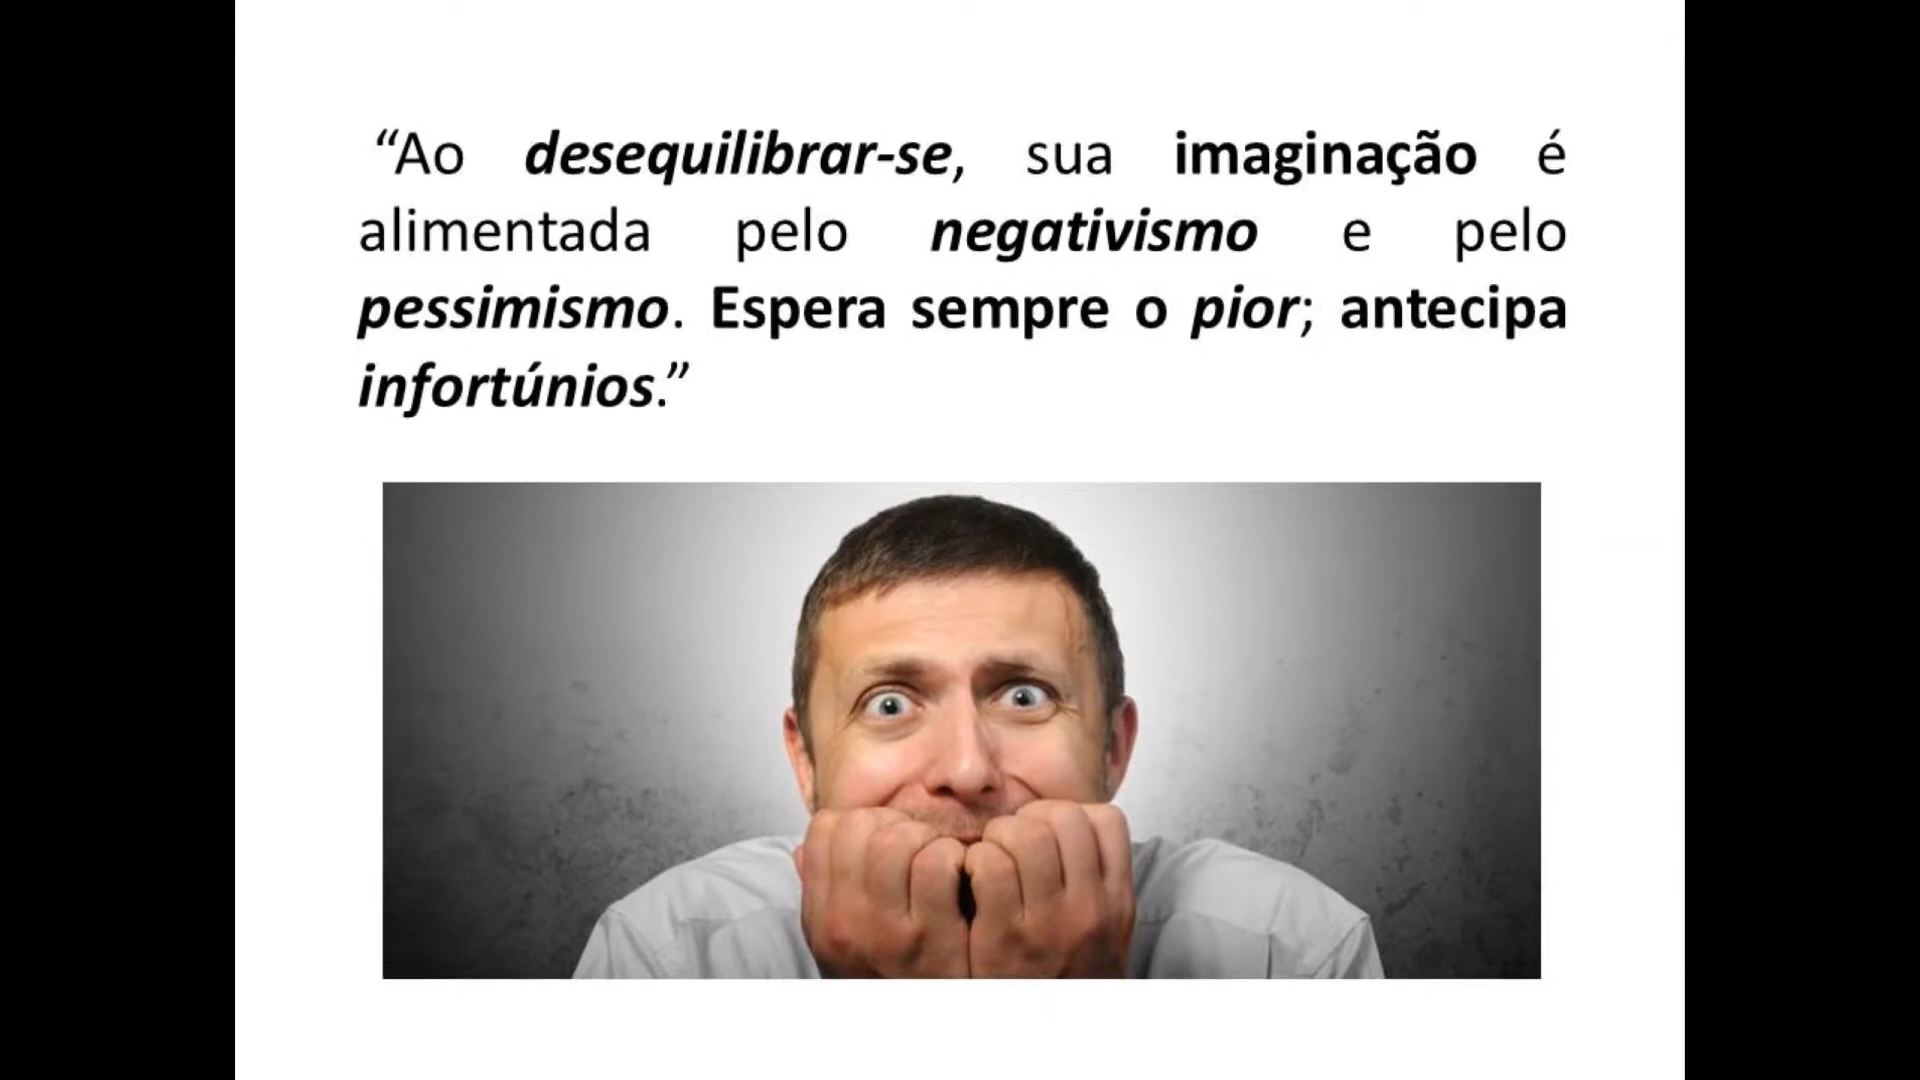 “Ao desequilibrar-se, sua imaginação é
alimentada pelo negativismo e pelo
pessimismo. Espera sempre o pior; antecipa
infortúnios.”